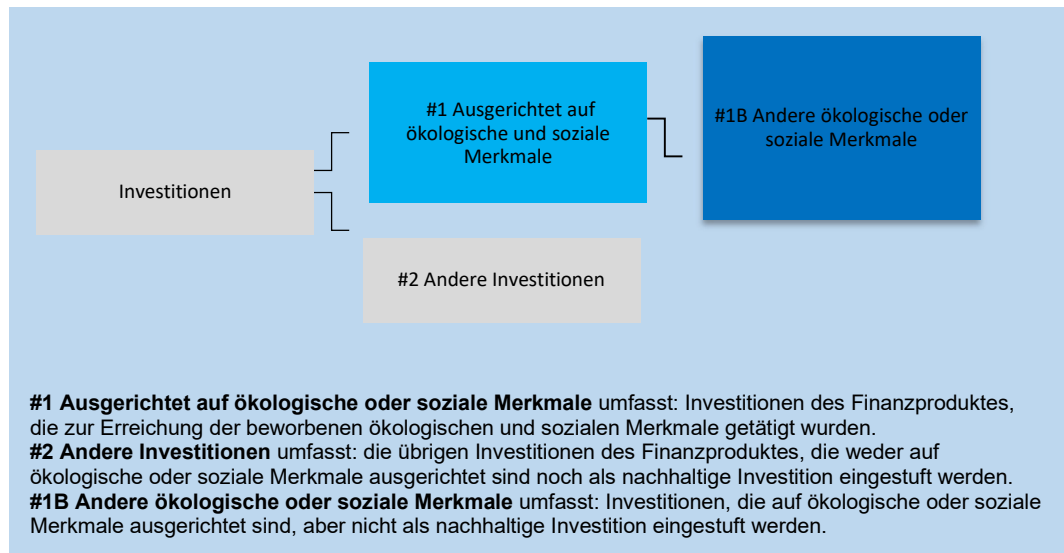 #1 Ausgerichtet auf
ökologische und soziale
Merkmale
#1B Andere ökologische oder
soziale Merkmale
Investitionen
#2 Andere Investitionen
#1 Ausgerichtet auf ökologische oder soziale Merkmale umfasst: Investitionen des Finanzproduktes,
die zur Erreichung der beworbenen ökologischen und sozialen Merkmale getätigt wurden.
#2 Andere Investitionen umfasst: die übrigen Investitionen des Finanzproduktes, die weder auf
ökologische oder soziale Merkmale ausgerichtet sind noch als nachhaltige Investition eingestuft werden.
#1B Andere ökologische oder soziale Merkmale umfasst: Investitionen, die auf ökologische oder soziale
Merkmale ausgerichtet sind, aber nicht als nachhaltige Investition eingestuft werden.